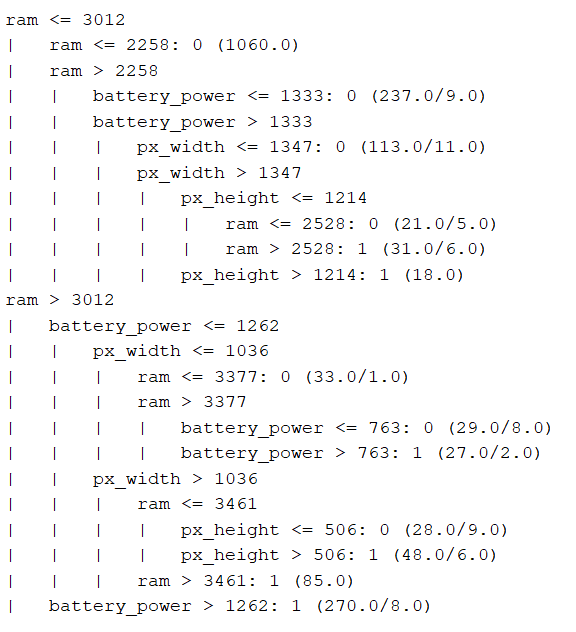 ram <= 3012
|   ram <= 2258: 0 (1060.0)
|   ram > 2258
|   |   battery_power <= 1333: 0 (237.0/9.0)
|   |   battery_power > 1333
|   |   |   px_width <= 1347: 0 (113.0/11.0)
|   |   |   px_width > 1347
|   |   |   |   px_height <= 1214
|   |   |   |   |   ram <= 2528: 0 (21.0/5.0)
|   |   |   |   |   ram > 2528: 1 (31.0/6.0)
|   |   |   |   px_height > 1214: 1 (18.0)
ram > 3012
|   battery_power <= 1262
|   |   px_width <= 1036
|   |   |   ram <= 3377: 0 (33.0/1.0)
|   |   |   ram > 3377
|   |   |   |   battery_power <= 763: 0 (29.0/8.0)
|   |   |   |   battery_power > 763: 1 (27.0/2.0)
|   |   px_width > 1036
|   |   |   ram <= 3461
|   |   |   |   px_height <= 506: 0 (28.0/9.0)
|   |   |   |   px_height > 506: 1 (48.0/6.0)
|   |   |   ram > 3461: 1 (85.0)
|   battery_power > 1262: 1 (270.0/8.0)